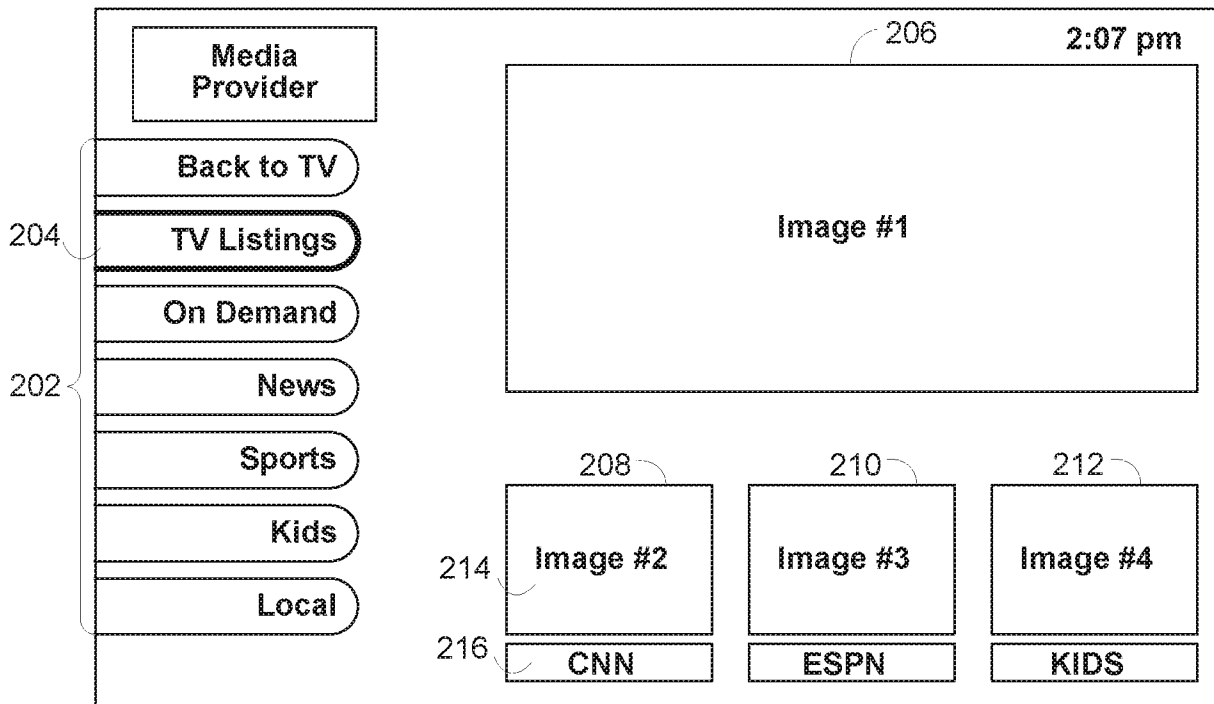 206
2:07 pm
Media
Provider
Back to TV
204
TV Listings
Image #1
On Demand
202
News
Sports
208
210
212
Kids
214
Image #2
Image #3
Image #4
Local
216
CNN
ESPN
KIDS